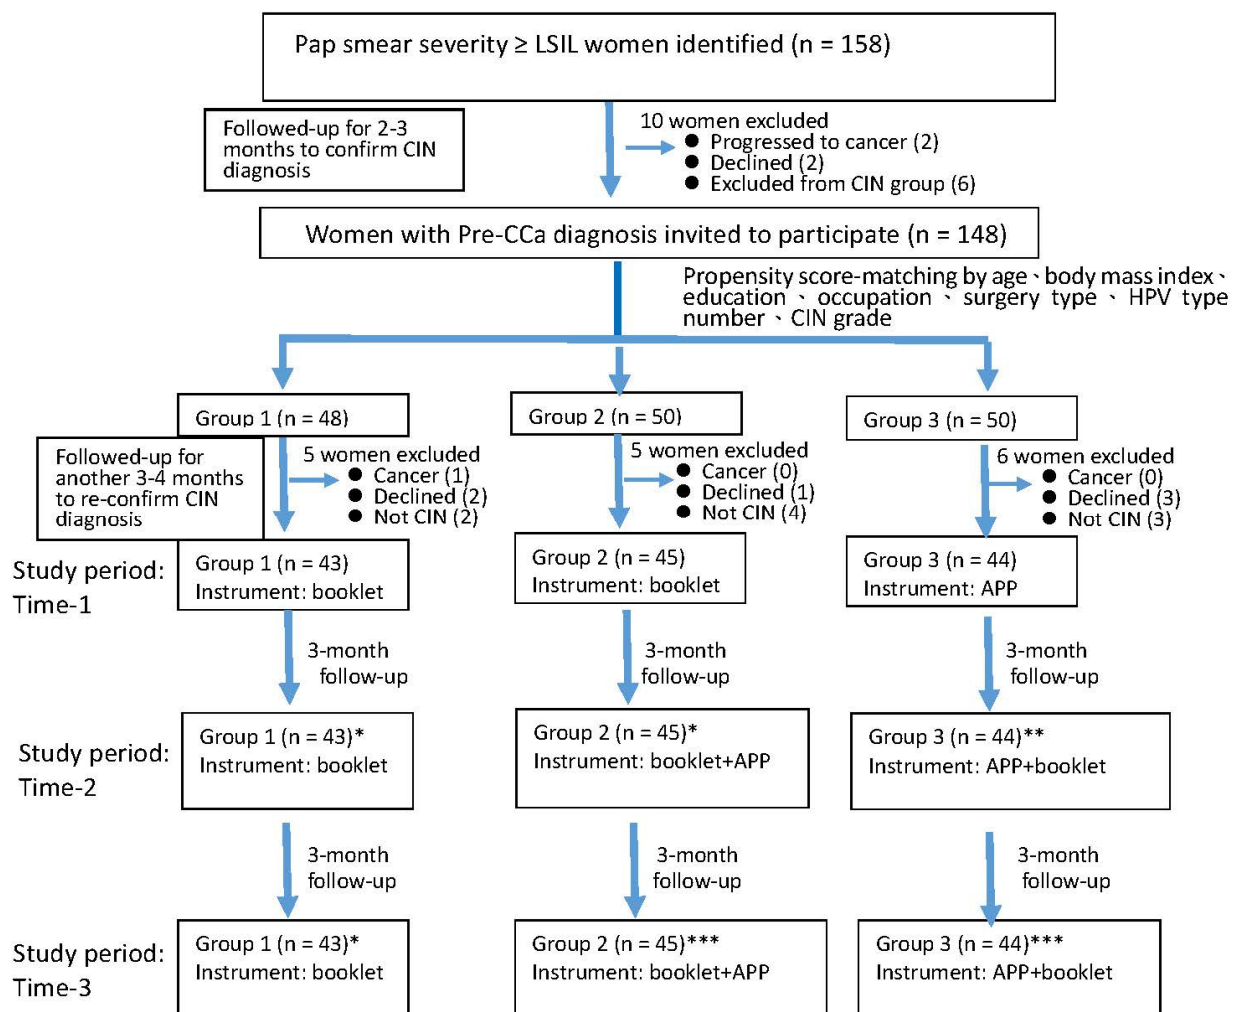 Pap smear severity ≥ LSIL women identified (n = 158)
Followed-up for 2-3
months to confirm CIN
diagnosis
10 women excluded
● Progressed to cancer (2)
● Declined (2)
● Excluded from CIN group (6)
Women with Pre-CCa diagnosis invited to participate (n = 148)
Propensity score-matching by age、body mass index、
education、occupation、surgery type、HPV type
number、CIN grade
Group 1 (n = 48)
Group 2 (n = 50)
Group 3 (n = 50)
Followed-up for
another 3-4 months
to re-confirm CIN
diagnosis
5 women excluded
● Cancer (1)
● Declined (2)
● Not CIN (2)
5 women excluded
● Cancer (0)
● Declined (1)
● Not CIN (4)
6 women excluded
● Cancer (0)
● Declined (3)
● Not CIN (3)
Study period:
Time-1
Group 1 (n = 43)
Instrument: booklet
Group 2 (n = 45)
Instrument: booklet
Group 3 (n = 44)
Instrument: APP
3-month
follow-up
3-month
follow-up
3-month
follow-up
Study period:
Time-2
Group 1 (n = 43)*
Instrument: booklet
Group 2 (n = 45)*
Instrument: booklet+APP
Group 3 (n = 44)**
Instrument: APP+booklet
3-month
follow-up
3-month
follow-up
3-month
follow-up
Study period:
Time-3
Group 1 (n = 43)*
Instrument: booklet
Group 2 (n = 45)***
Instrument: booklet+APP
Group 3 (n = 44)***
Instrument: APP+booklet